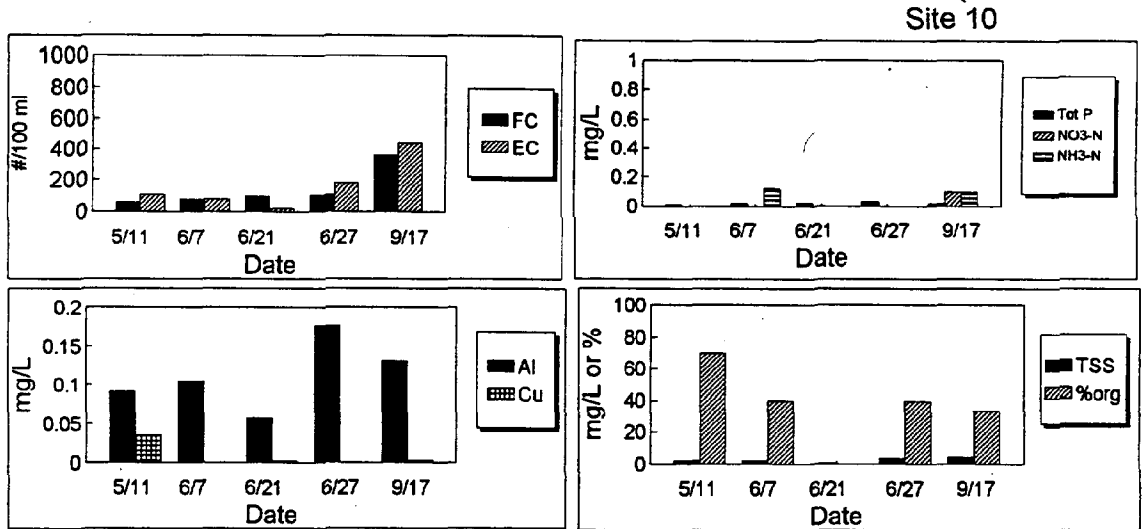 Site 10
#/100 ml
1000
800
600
400
200
0
5/11 6/7 6/21 6/27 9/17
Date
FC
EC
mg/L
1
0.8
0.6
0.4
0.2
0
5/11 6/7 6/21 6/27 9/17
Date
Tot P
NO3-N
NH3-N
mg/L
0.2
0.15
0.1
0.05
0
5/11 6/7 6/21 6/27 9/17
Date
Al
Cu
mg/L or %
100
80
60
40
20
0
5/11 6/7 6/21 6/27 9/17
Date
TSS
%org